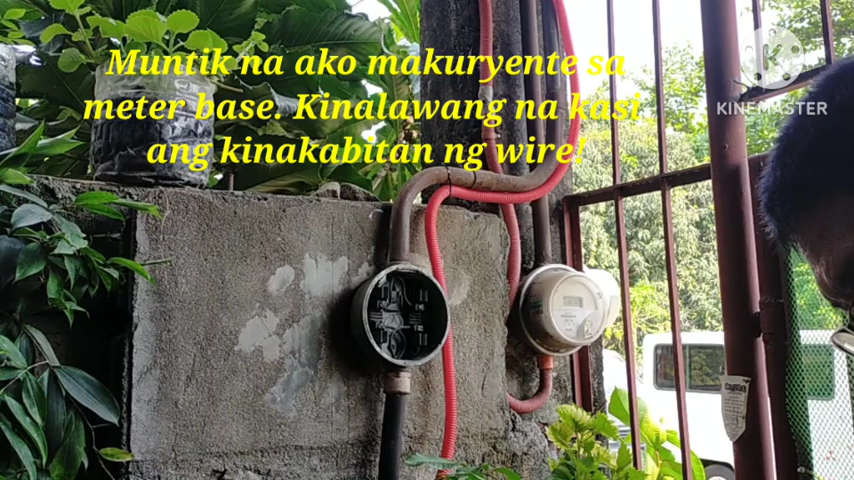 Muntik na ako makuryente sa
meter base. Kinalawang na kasi
ang kinakabitan ng wire!
KINEMASTER